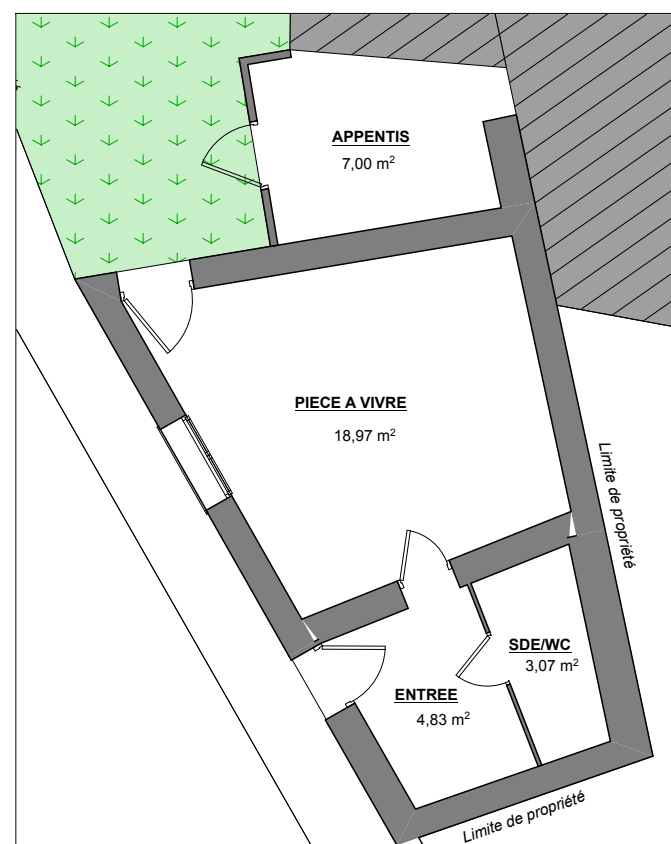 APPENTIS
7,00 m²
PIECE A VIVRE
18,97 m²
Limite de propriété
SDE/WC
3,07 m²
ENTREE
4,83 m²
Limite de propriété